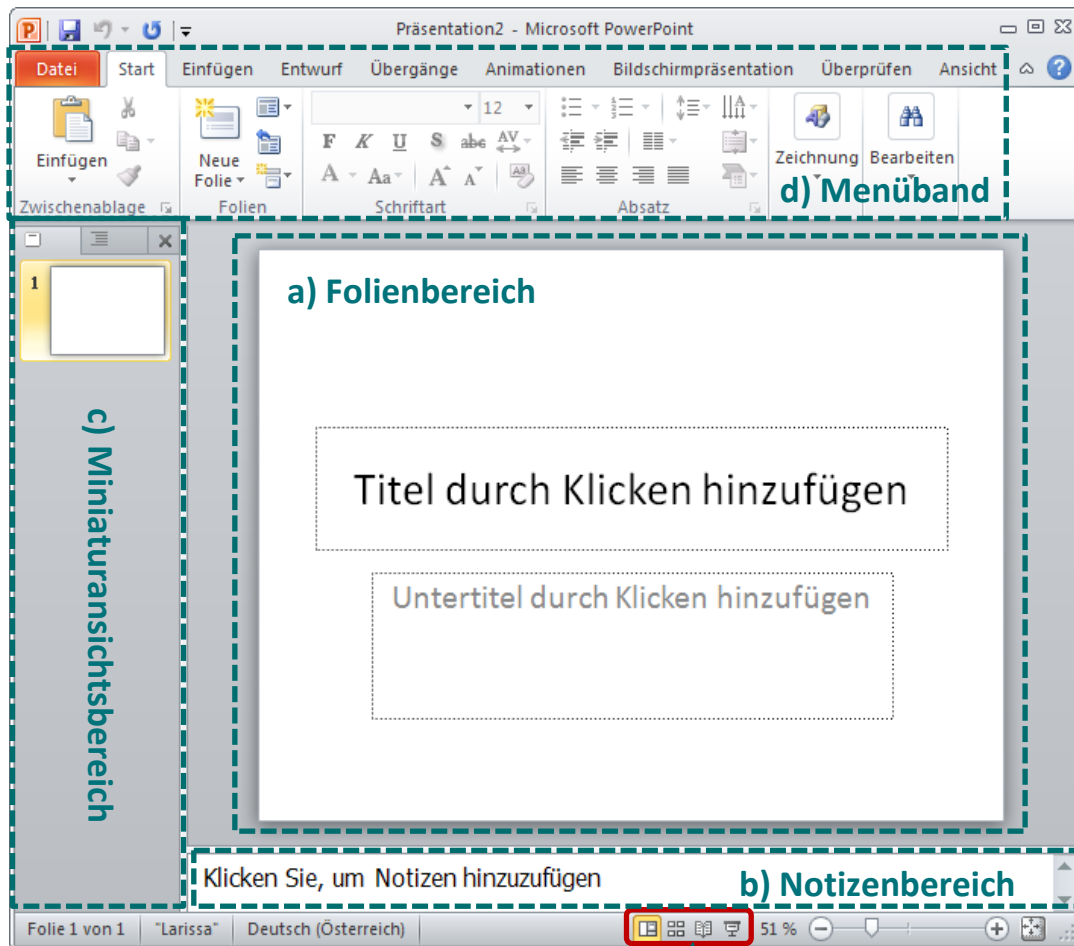 Präsentation2 - Microsoft PowerPoint
Datei Start Einfügen Entwurf Übergänge Animationen Bildschirmpräsentation Überprüfen Ansicht
12
F K U S abc AV
A Aa A A
Einfügen
Neue Folie
Zeichnung Bearbeiten
Zwischenablage Folien Schriftart Absatz
d) Menüband
1
c) Miniaturansichtsbereich
a) Folienbereich
Titel durch Klicken hinzufügen
Untertitel durch Klicken hinzufügen
Klicken Sie, um Notizen hinzuzufügen
b) Notizenbereich
Folie 1 von 1 "Larissa" Deutsch (Österreich) 51 %